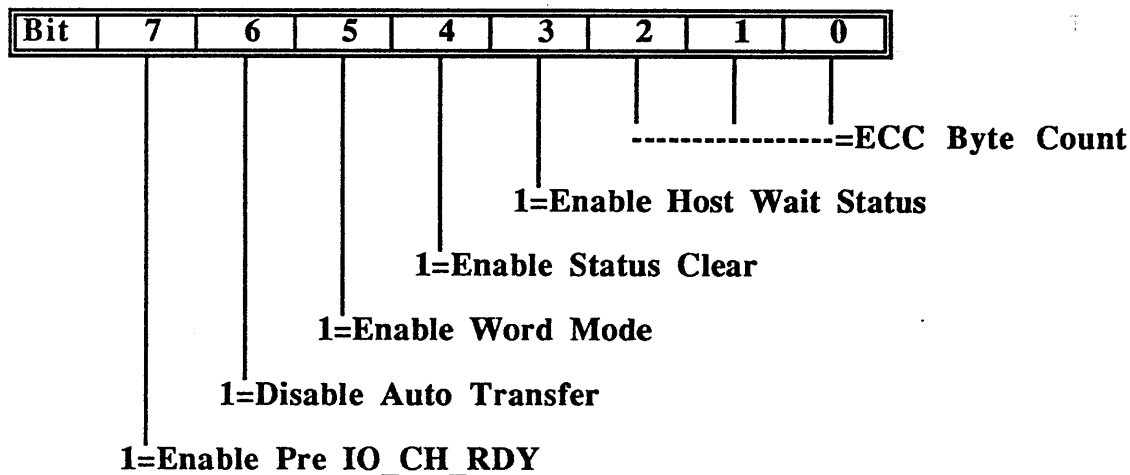 Bit 7 6 5 4 3 2 1 0
-----------------=ECC Byte Count
1=Enable Host Wait Status
1=Enable Status Clear
1=Enable Word Mode
1=Disable Auto Transfer
1=Enable Pre IO_CH_RDY